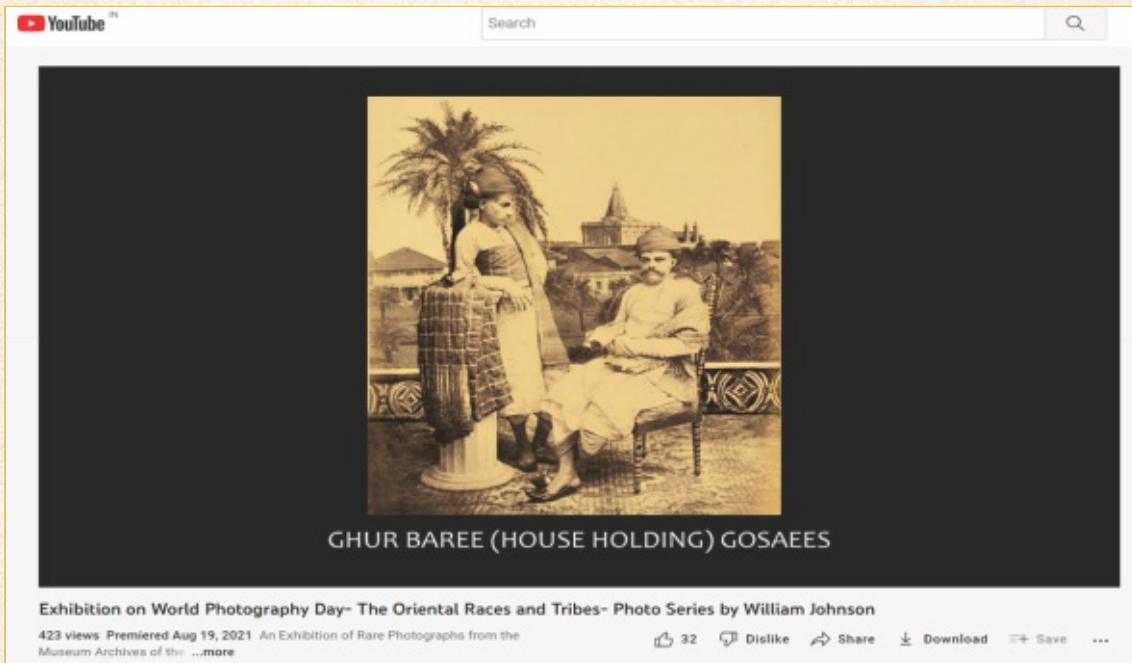 YouTube IN
Search
GHUR BAREE (HOUSE HOLDING) GOSAEES
Exhibition on World Photography Day- The Oriental Races and Tribes- Photo Series by William Johnson
423 views Premiered Aug 19, 2021 An Exhibition of Rare Photographs from the
Museum Archives of the ...more
32 Dislike Share Download Save ...